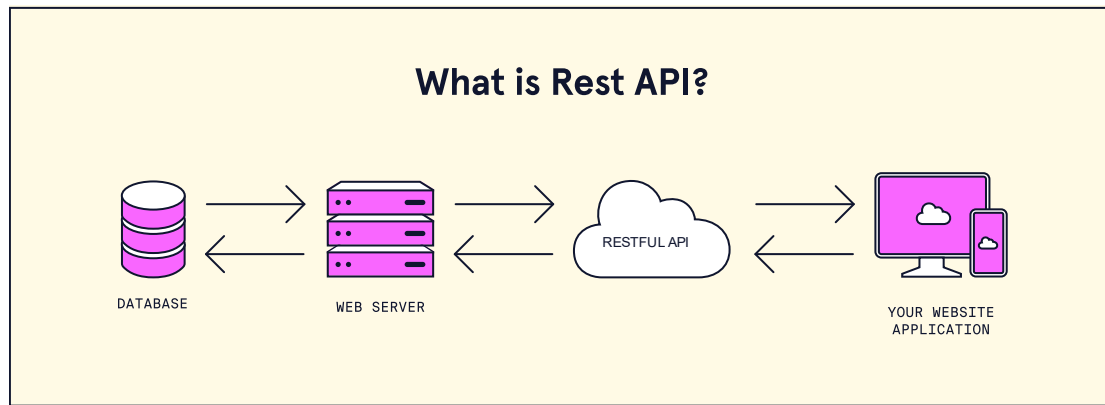 What is Rest API?
RESTFUL API
DATABASE
WEB SERVER
YOUR WEBSITE
APPLICATION